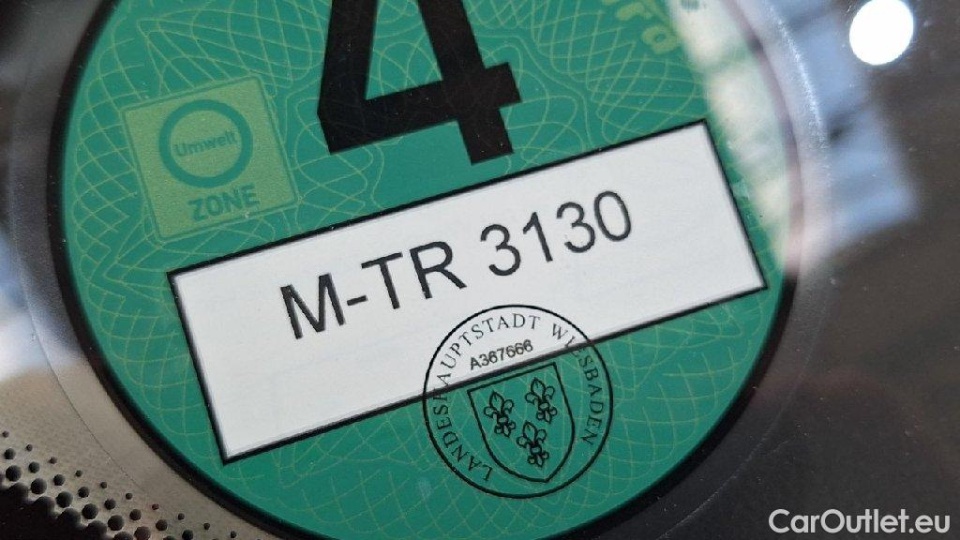 4
Umwelt
ZONE
M-TR 3130
LANDESHAUPTSTADT WIESBADEN
A367666
CarOutlet.eu